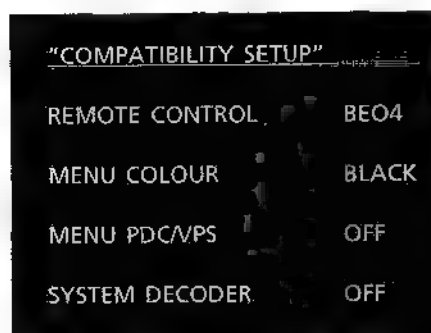 "COMPATIBILITY SETUP"
REMOTE CONTROL BEO4
MENU COLOUR BLACK
MENU PDC/VPS OFF
SYSTEM DECODER OFF